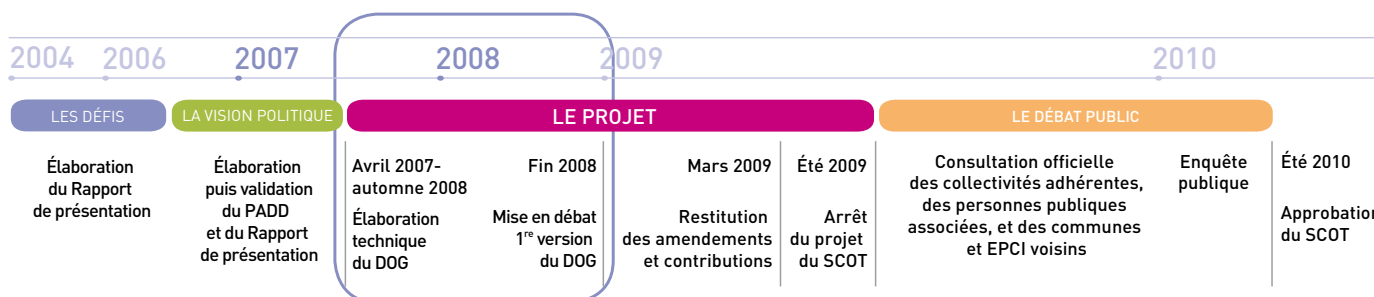 2004 2006 2007 2008 2009 2010
LES DÉFIS LA VISION POLITIQUE LE PROJET LE DÉBAT PUBLIC
Élaboration
du Rapport
de présentation
Élaboration
puis validation
du PADD
et du Rapport
de présentation
Avril 2007-
automne 2008
Élaboration
technique
du DOG
Fin 2008
Mise en débat
1re version
du DOG
Mars 2009
Restitution
des amendements
et contributions
Été 2009
Arrêt
du projet
du SCOT
Consultation officielle
des collectivités adhérentes,
des personnes publiques
associées, et des communes
et EPCI voisins
Enquête
publique
Été 2010
Approbation
du SCOT